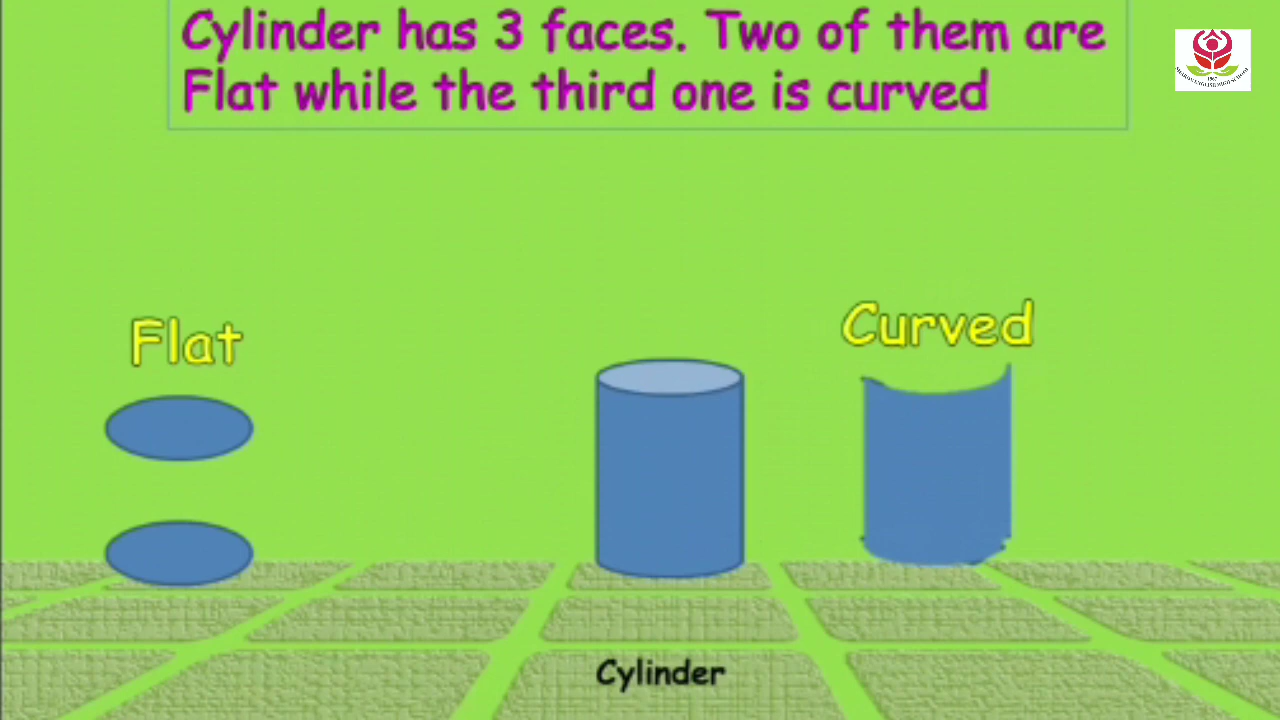 Cylinder has 3 faces. Two of them are
Flat while the third one is curved
Flat
Curved
Cylinder